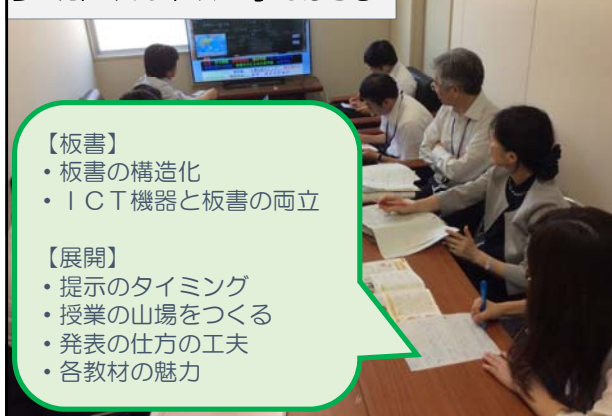 【板書】
・板書の構造化
・ＩＣＴ機器と板書の両立
【展開】
・提示のタイミング
・授業の山場をつくる
・発表の仕方の工夫
・各教材の魅力